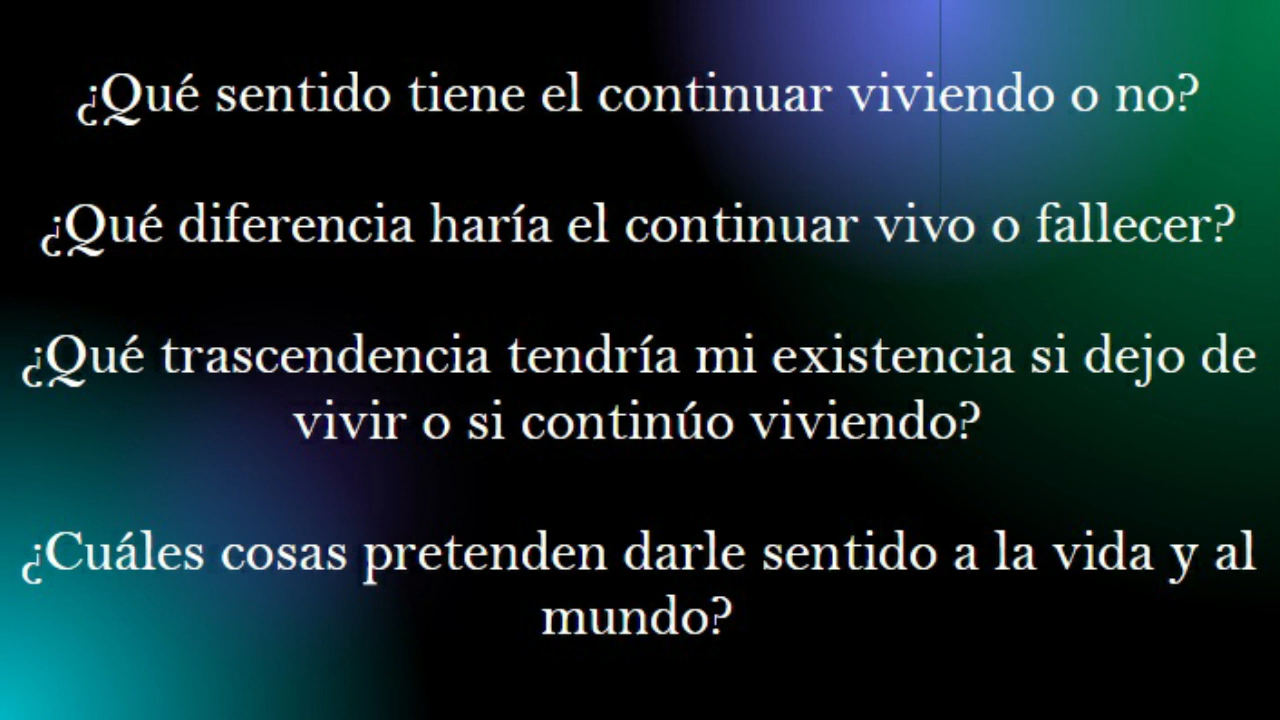 ¿Qué sentido tiene el continuar viviendo o no?
¿Qué diferencia haría el continuar vivo o fallecer?
¿Qué trascendencia tendría mi existencia si dejo de
vivir o si continúo viviendo?
¿Cuáles cosas pretenden darle sentido a la vida y al
mundo?